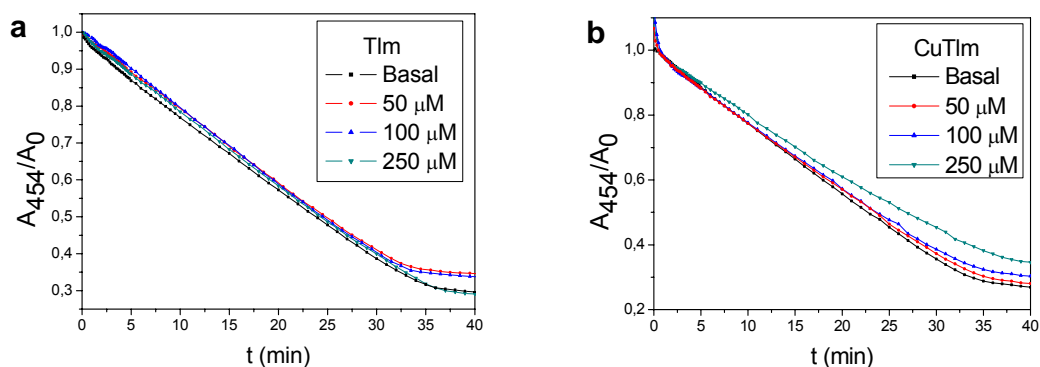 a
Tlm
Basal
50 μM
100 μM
250 μM
A454/A0
1,0
0,9
0,8
0,7
0,6
0,5
0,4
0,3
0 5 10 15 20 25 30 35 40
t (min)
b
CuTlm
Basal
50 μM
100 μM
250 μM
A454/A0
1,0
0,8
0,6
0,4
0,2
0 5 10 15 20 25 30 35 40
t (min)